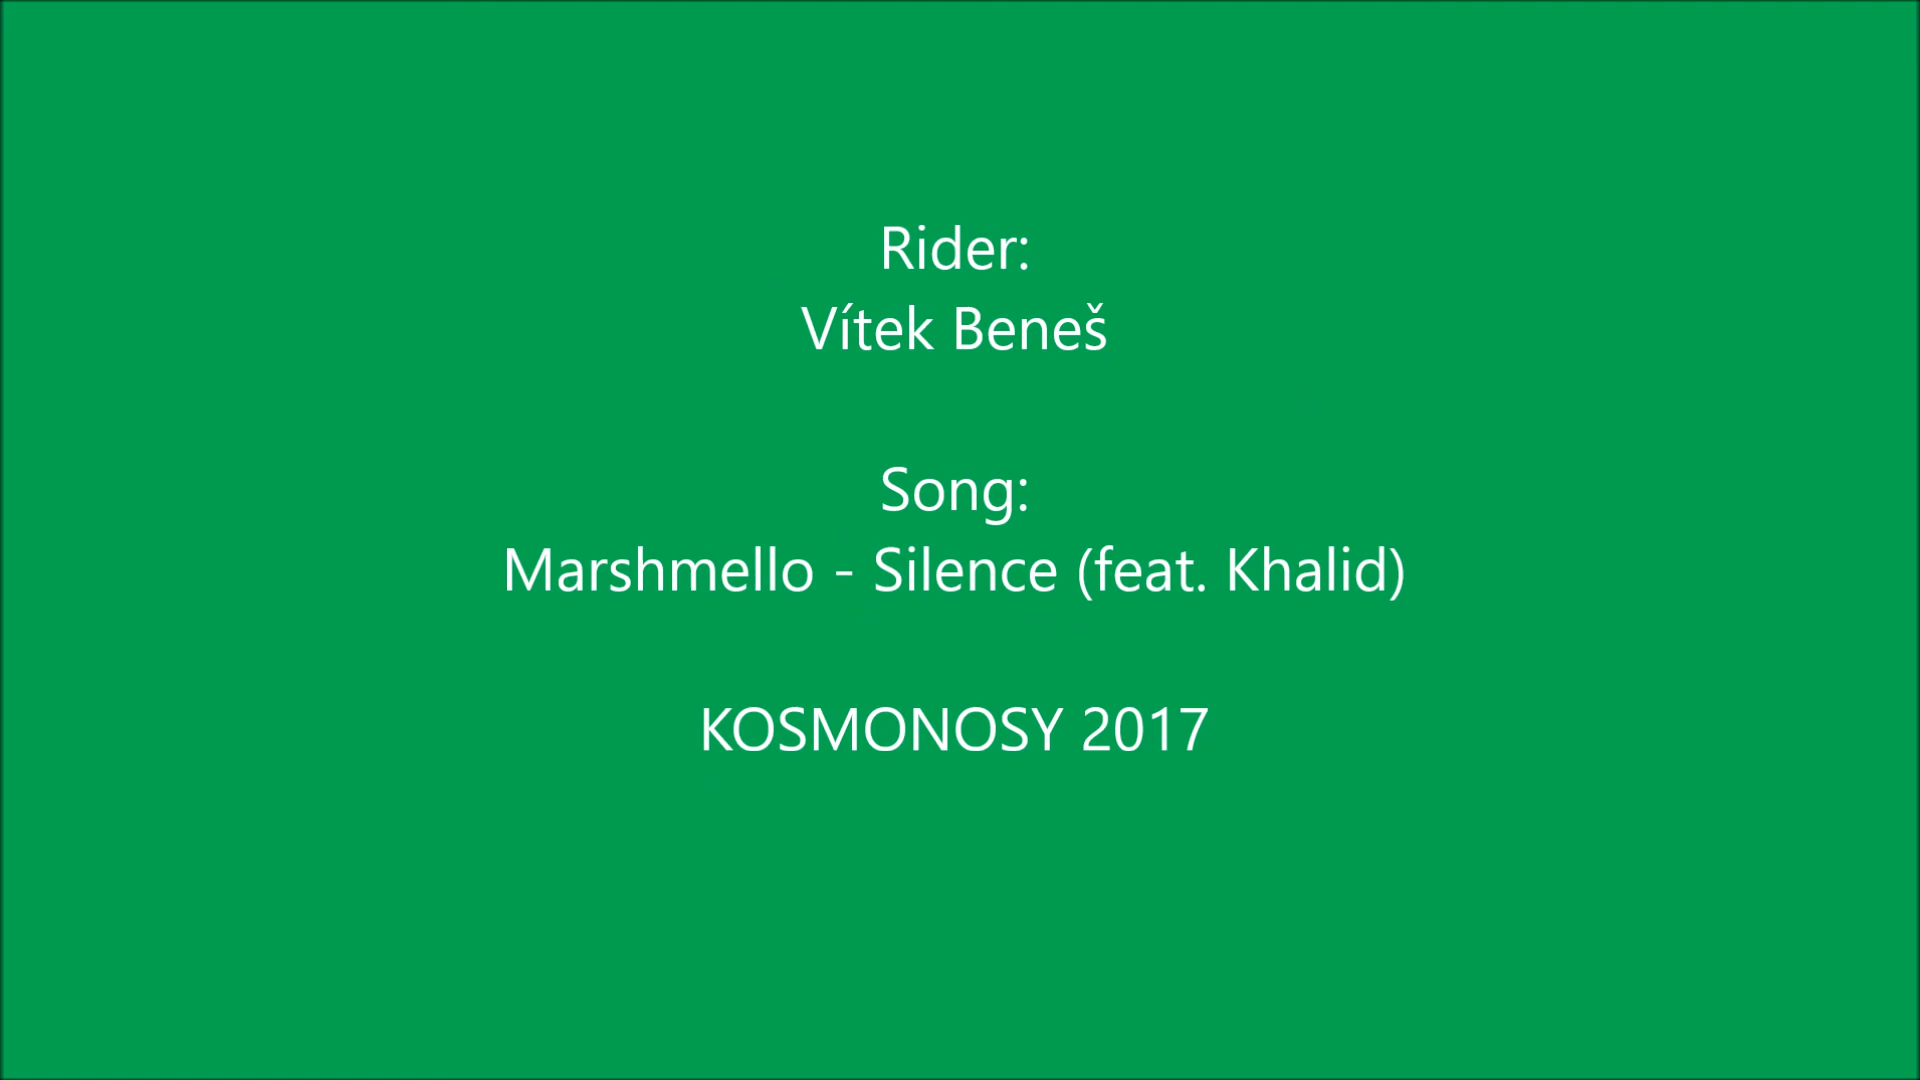 Rider:
Vítek Beneš
Song:
Marshmello - Silence (feat. Khalid)
KOSMONOSY 2017